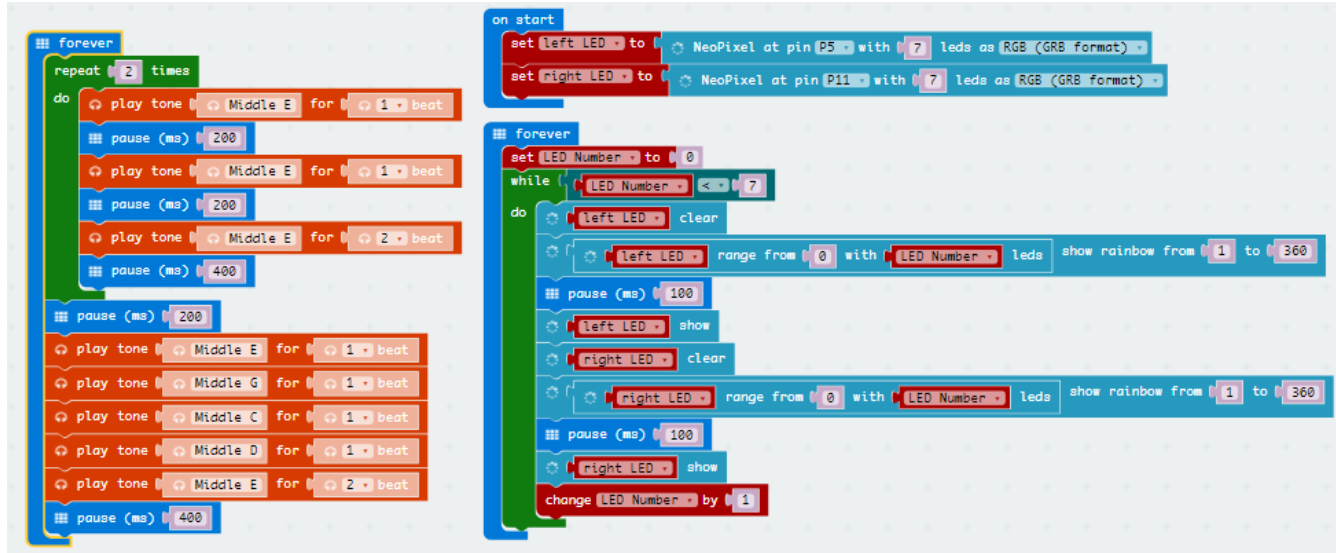 forever
repeat 2 times
do
play tone Middle E for 1 beat
pause (ms) 200
play tone Middle E for 1 beat
pause (ms) 200
play tone Middle E for 2 beat
pause (ms) 400
pause (ms) 200
play tone Middle E for 1 beat
play tone Middle G for 1 beat
play tone Middle C for 1 beat
play tone Middle D for 1 beat
play tone Middle E for 2 beat
pause (ms) 400
on start
set left LED to NeoPixel at pin P5 with 7 leds as RGB (GRB format)
set right LED to NeoPixel at pin P11 with 7 leds as RGB (GRB format)
forever
set LED Number to 0
while LED Number < 7
do
left LED clear
left LED range from 0 with LED Number leds show rainbow from 1 to 360
pause (ms) 100
left LED show
right LED clear
right LED range from 0 with LED Number leds show rainbow from 1 to 360
pause (ms) 100
right LED show
change LED Number by 1